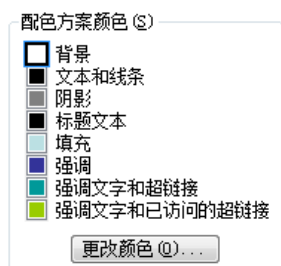 配色方案颜色(S)
背景
文本和线条
阴影
标题文本
填充
强调
强调文字和超链接
强调文字和已访问的超链接
更改颜色(O)...